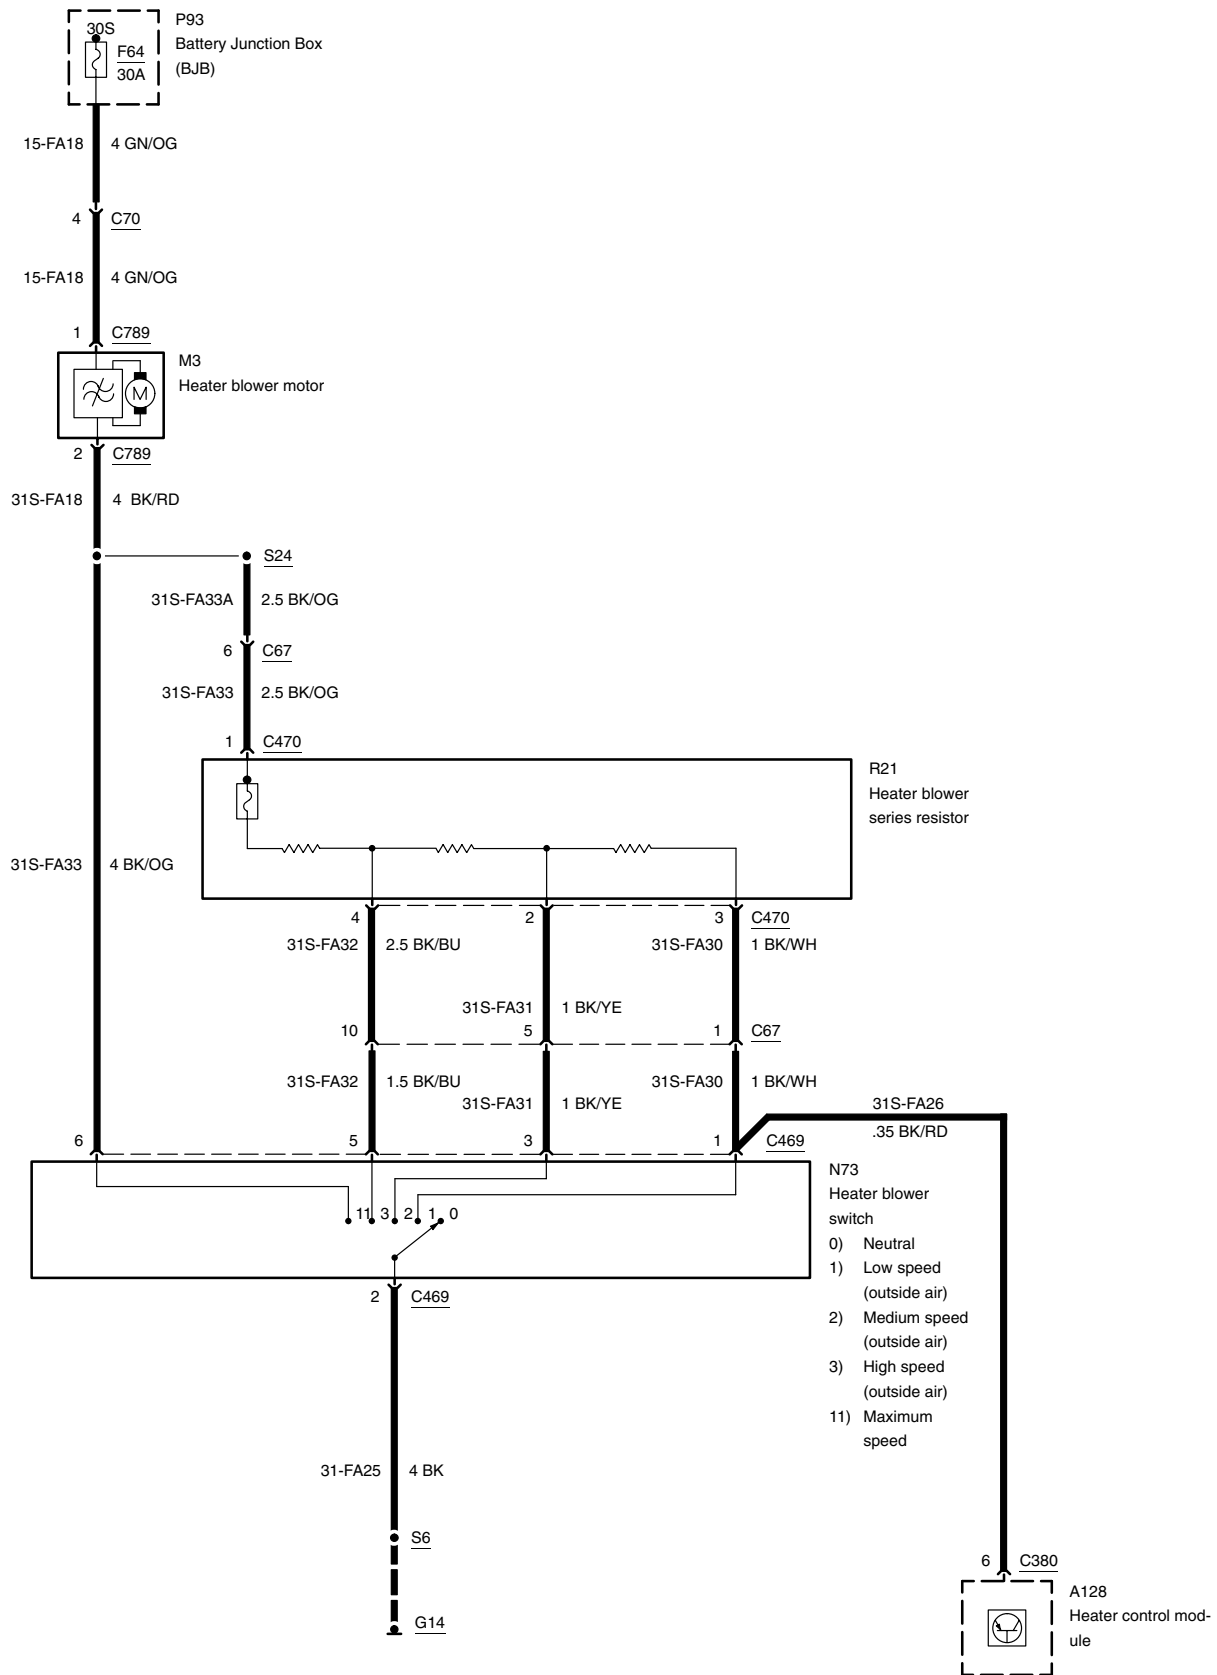 P93
30S
Battery Junction Box
F64
(BJB)
30A
15-FA18 4 GN/OG
4 C70
15-FA18 4 GN/OG
1 C789
M3
Heater blower motor
M
2 C789
31S-FA18 4 BK/RD
S24
31S-FA33A 2.5 BK/OG
6 C67
31S-FA33 2.5 BK/OG
1 C470
R21
Heater blower
series resistor
31S-FA33 4 BK/OG
4 2 3 C470
31S-FA32 2.5 BK/BU 31S-FA30 1 BK/WH
31S-FA31 1 BK/YE
10 5 1 C67
31S-FA32 1.5 BK/BU 31S-FA30 1 BK/WH
31S-FA31 1 BK/YE
31S-FA26
.35 BK/RD
6 5 3 1 C469
N73
Heater blower
switch
11 3 2 1 0
0) Neutral
1) Low speed
(outside air)
2) Medium speed
(outside air)
3) High speed
(outside air)
11) Maximum
speed
2 C469
31-FA25 4 BK
S6
G14
6 C380
A128
Heater control mod-
ule